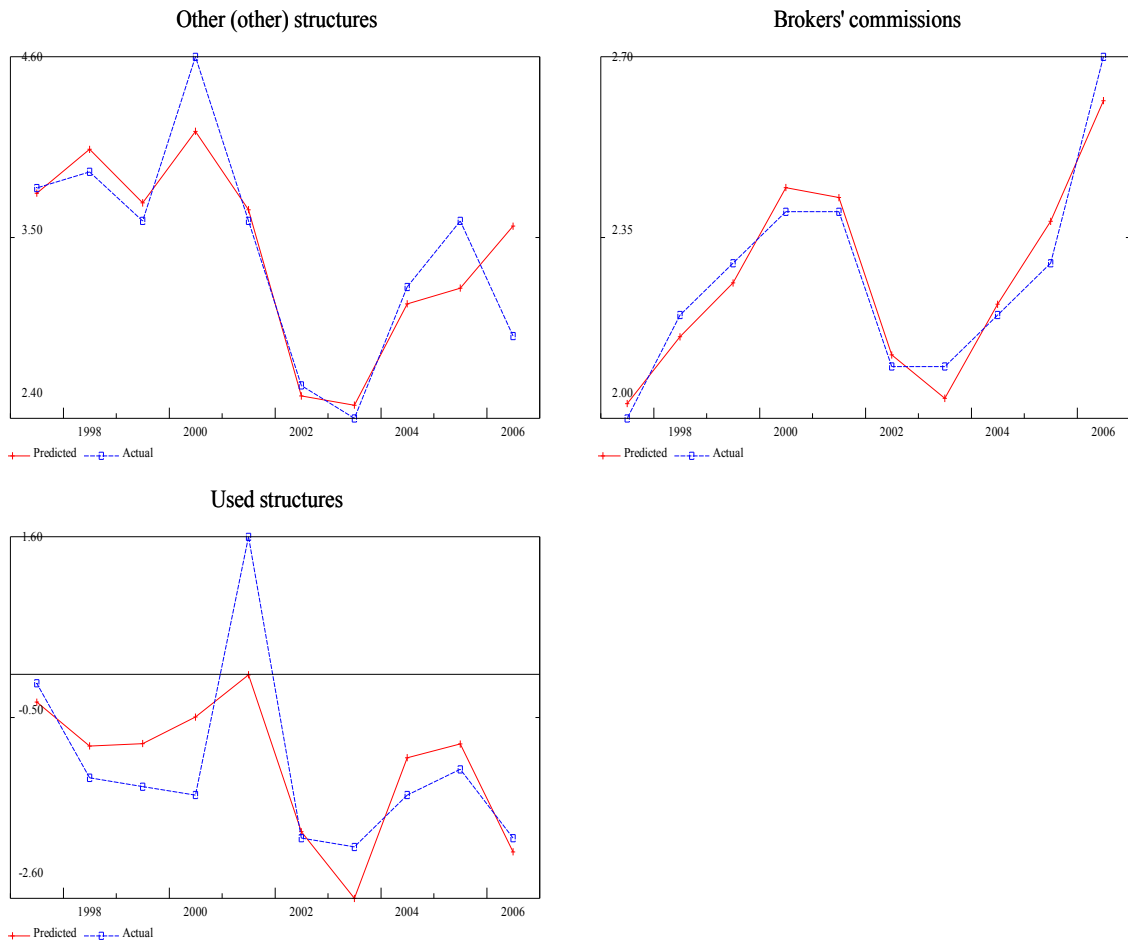 Other (other) structures
4.60
3.50
2.40
1998 2000 2002 2004 2006
Predicted Actual
Brokers' commissions
2.70
2.35
2.00
1998 2000 2002 2004 2006
Predicted Actual
Used structures
1.60
-0.50
-2.60
1998 2000 2002 2004 2006
Predicted Actual